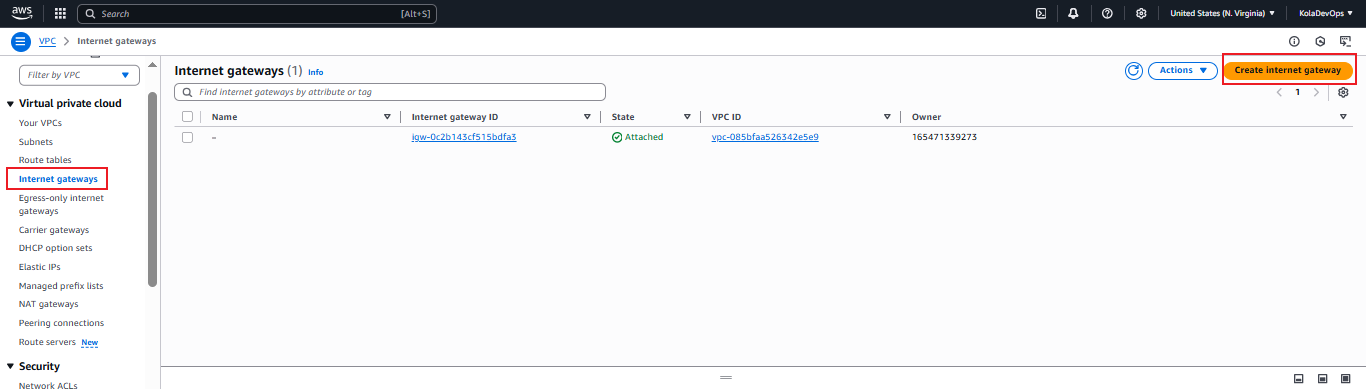 aws
Search [Alt+S]
United States (N. Virginia) ▼ KolaDevOps ▼
VPC > Internet gateways
Filter by VPC ▼
Virtual private cloud
Your VPCs
Subnets
Route tables
Internet gateways
Egress-only internet
gateways
Carrier gateways
DHCP option sets
Elastic IPs
Managed prefix lists
NAT gateways
Peering connections
Route servers New
Security
Network ACLs
Internet gateways (1) Info
Actions ▼ Create internet gateway
Find internet gateways by attribute or tag
< 1 >
Name Internet gateway ID State VPC ID Owner
– igw-0c2b143cf515bdfa3 Attached vpc-085bfaa526342e5e9 165471339273